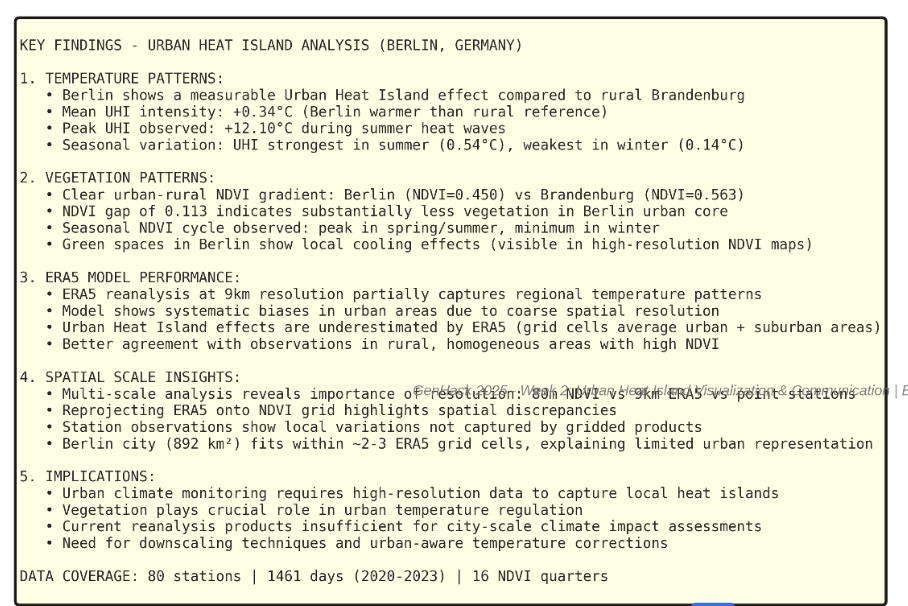 KEY FINDINGS - URBAN HEAT ISLAND ANALYSIS (BERLIN, GERMANY)
1. TEMPERATURE PATTERNS:
• Berlin shows a measurable Urban Heat Island effect compared to rural Brandenburg
• Mean UHI intensity: +0.34°C (Berlin warmer than rural reference)
• Peak UHI observed: +12.10°C during summer heat waves
• Seasonal variation: UHI strongest in summer (0.54°C), weakest in winter (0.14°C)
2. VEGETATION PATTERNS:
• Clear urban-rural NDVI gradient: Berlin (NDVI=0.450) vs Brandenburg (NDVI=0.563)
• NDVI gap of 0.113 indicates substantially less vegetation in Berlin urban core
• Seasonal NDVI cycle observed: peak in spring/summer, minimum in winter
• Green spaces in Berlin show local cooling effects (visible in high-resolution NDVI maps)
3. ERA5 MODEL PERFORMANCE:
• ERA5 reanalysis at 9km resolution partially captures regional temperature patterns
• Model shows systematic biases in urban areas due to coarse spatial resolution
• Urban Heat Island effects are underestimated by ERA5 (grid cells average urban + suburban areas)
• Better agreement with observations in rural, homogeneous areas with high NDVI
4. SPATIAL SCALE INSIGHTS:
• Multi-scale analysis reveals importance of resolution: 80m NDVI vs 9km ERA5 vs point stations
GenHack 2025 - Week 2: Urban Heat Island Visualization & Communication |
• Reprojecting ERA5 onto NDVI grid highlights spatial discrepancies
• Station observations show local variations not captured by gridded products
• Berlin city (892 km²) fits within ~2-3 ERA5 grid cells, explaining limited urban representation
5. IMPLICATIONS:
• Urban climate monitoring requires high-resolution data to capture local heat islands
• Vegetation plays crucial role in urban temperature regulation
• Current reanalysis products insufficient for city-scale climate impact assessments
• Need for downscaling techniques and urban-aware temperature corrections
DATA COVERAGE: 80 stations | 1461 days (2020-2023) | 16 NDVI quarters